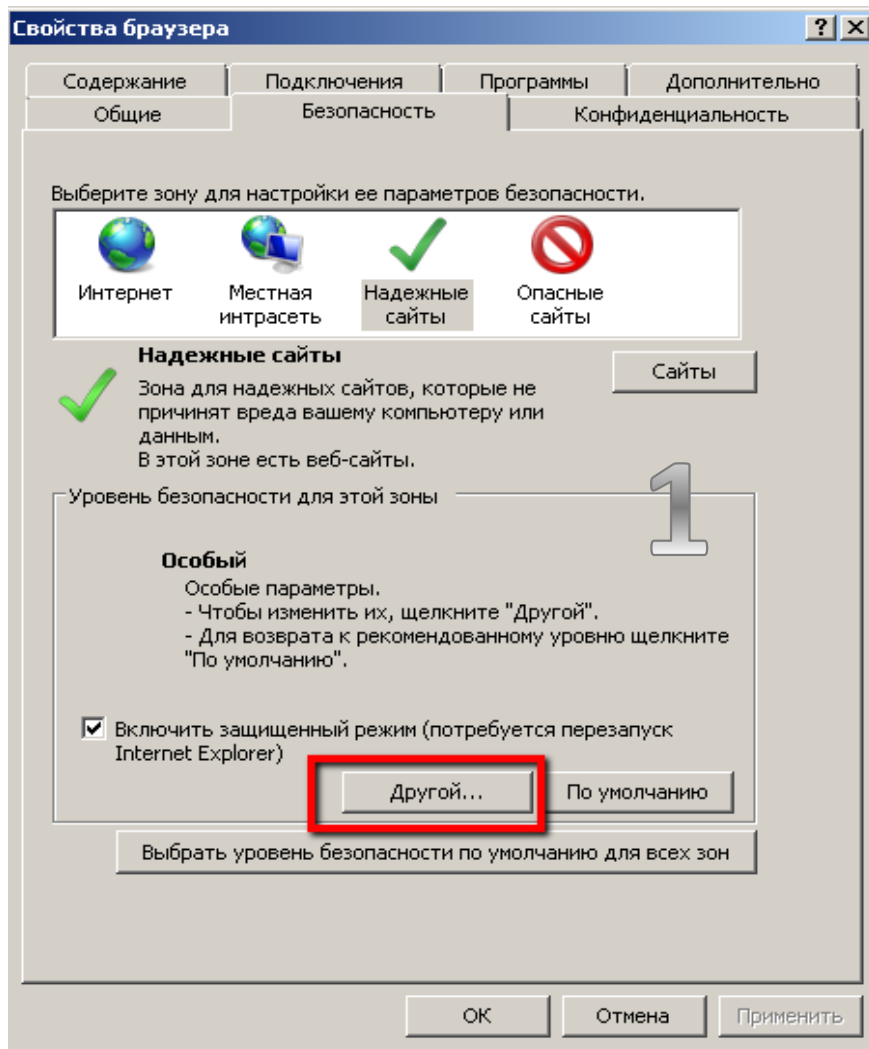 Свойства браузера
Содержание Подключения Программы Дополнительно
Общие Безопасность Конфиденциальность
Выберите зону для настройки ее параметров безопасности.
Интернет
Местная
интрасеть
Надежные
сайты
Опасные
сайты
Надежные сайты
Сайты
Зона для надежных сайтов, которые не
причинят вреда вашему компьютеру или
данным.
В этой зоне есть веб-сайты.
1
Уровень безопасности для этой зоны
Особый
Особые параметры.
- Чтобы изменить их, щелкните "Другой".
- Для возврата к рекомендованному уровню щелкните
"По умолчанию".
Включить защищенный режим (потребуется перезапуск
Internet Explorer)
Другой... По умолчанию
Выбрать уровень безопасности по умолчанию для всех зон
ОК Отмена Применить